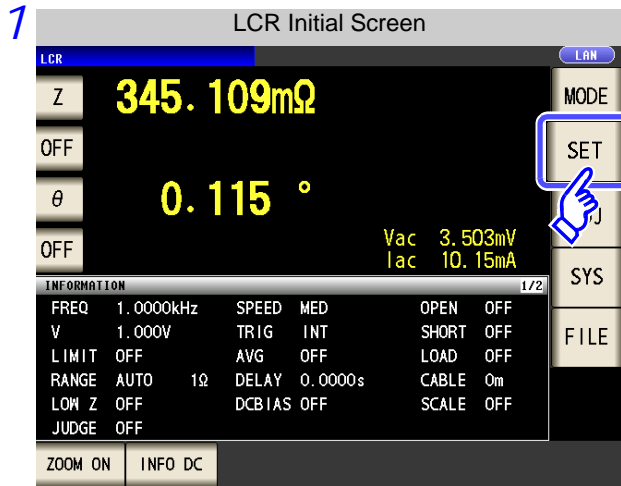 1
LCR Initial Screen
LCR
LAN
Z 345.109mΩ
MODE
OFF
SET
θ 0.115 °
OFF
Vac 3.503mV
Iac 10.15mA
SYS
INFORMATION 1/2
FREQ 1.0000kHz SPEED MED OPEN OFF
V 1.000V TRIG INT SHORT OFF
FILE
LIMIT OFF AVG OFF LOAD OFF
RANGE AUTO 1Ω DELAY 0.0000s CABLE 0m
LOW Z OFF DCBIAS OFF SCALE OFF
JUDGE OFF
ZOOM ON INFO DC